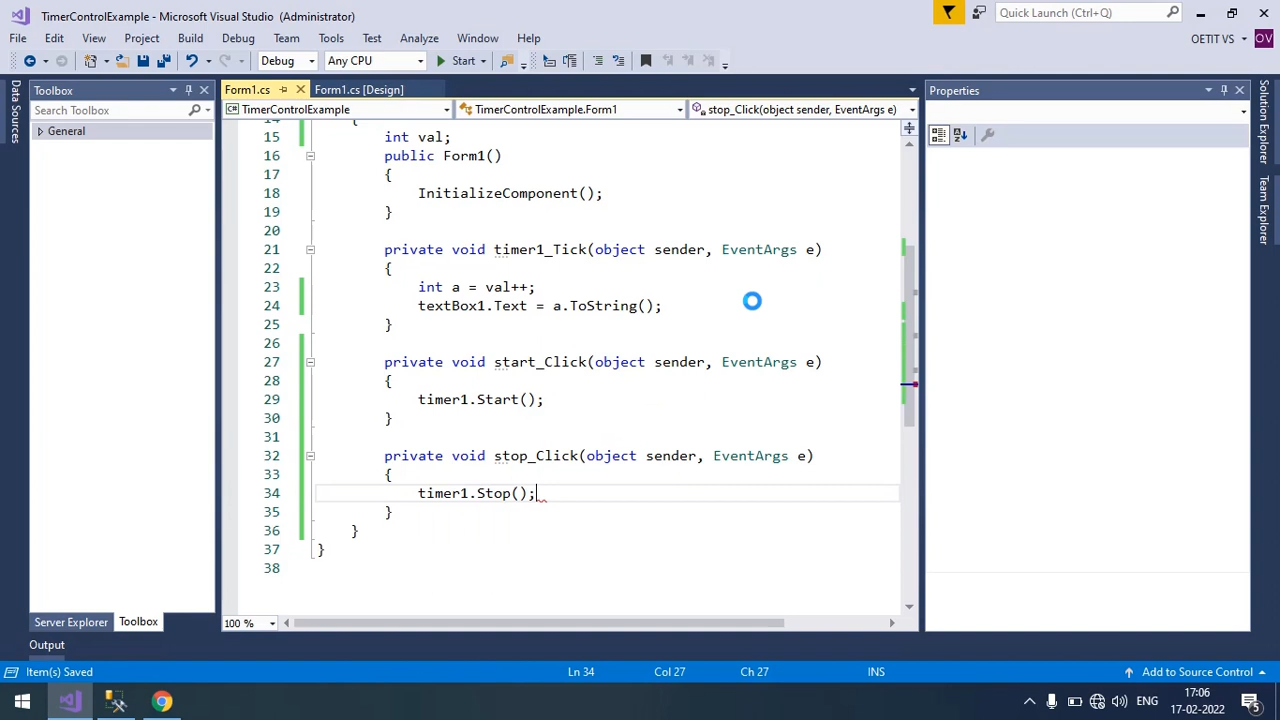 TimerControlExample - Microsoft Visual Studio (Administrator)
Quick Launch (Ctrl+Q)
File Edit View Project Build Debug Team Tools Test Analyze Window Help
OETIT VS OV
Debug Any CPU Start
Data Sources
Toolbox
Search Toolbox
General
Server Explorer Toolbox
Form1.cs Form1.cs [Design]
TimerControlExample TimerControlExample.Form1 stop_Click(object sender, EventArgs e)
14 {
15 int val;
16 public Form1()
17 {
18 InitializeComponent();
19 }
20
21 private void timer1_Tick(object sender, EventArgs e)
22 {
23 int a = val++;
24 textBox1.Text = a.ToString();
25 }
26
27 private void start_Click(object sender, EventArgs e)
28 {
29 timer1.Start();
30 }
31
32 private void stop_Click(object sender, EventArgs e)
33 {
34 timer1.Stop();
35 }
36 }
37 }
38
100 %
Properties
Solution Explorer
Team Explorer
Output
Item(s) Saved Ln 34 Col 27 Ch 27 INS Add to Source Control
ENG
17:06
17-02-2022
5